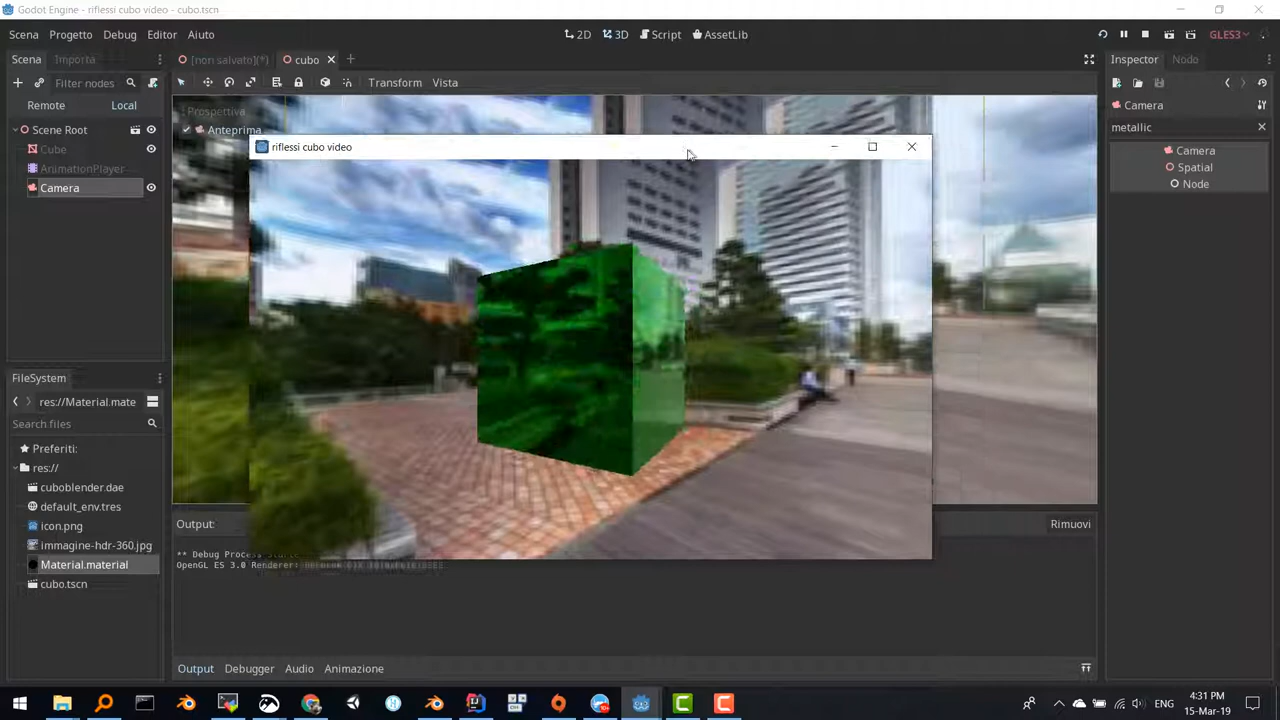 Godot Engine - riflessi cubo video - cubo.tscn
Scena Progetto Debug Editor Aiuto
2D 3D Script AssetLib
GLES3
Scena Importa
[non salvato](*) cubo
Inspector Nodo
Filter nodes
Transform Vista
Remote Local
Camera
Prospettiva
metallic
Scene Root
Anteprima
Cube
riflessi cubo video
Camera
AnimationPlayer
Spatial
Camera
Node
FileSystem
res://Material.mate
Search files
Preferiti:
res://
cuboblender.dae
default_env.tres
icon.png
immagine-hdr-360.jpg
Material.material
cubo.tscn
Output:
Rimuovi
** Debug Process
OpenGL ES 3.0 Renderer:
Output Debugger Audio Animazione
10+
ENG
4:31 PM
15-Mar-19